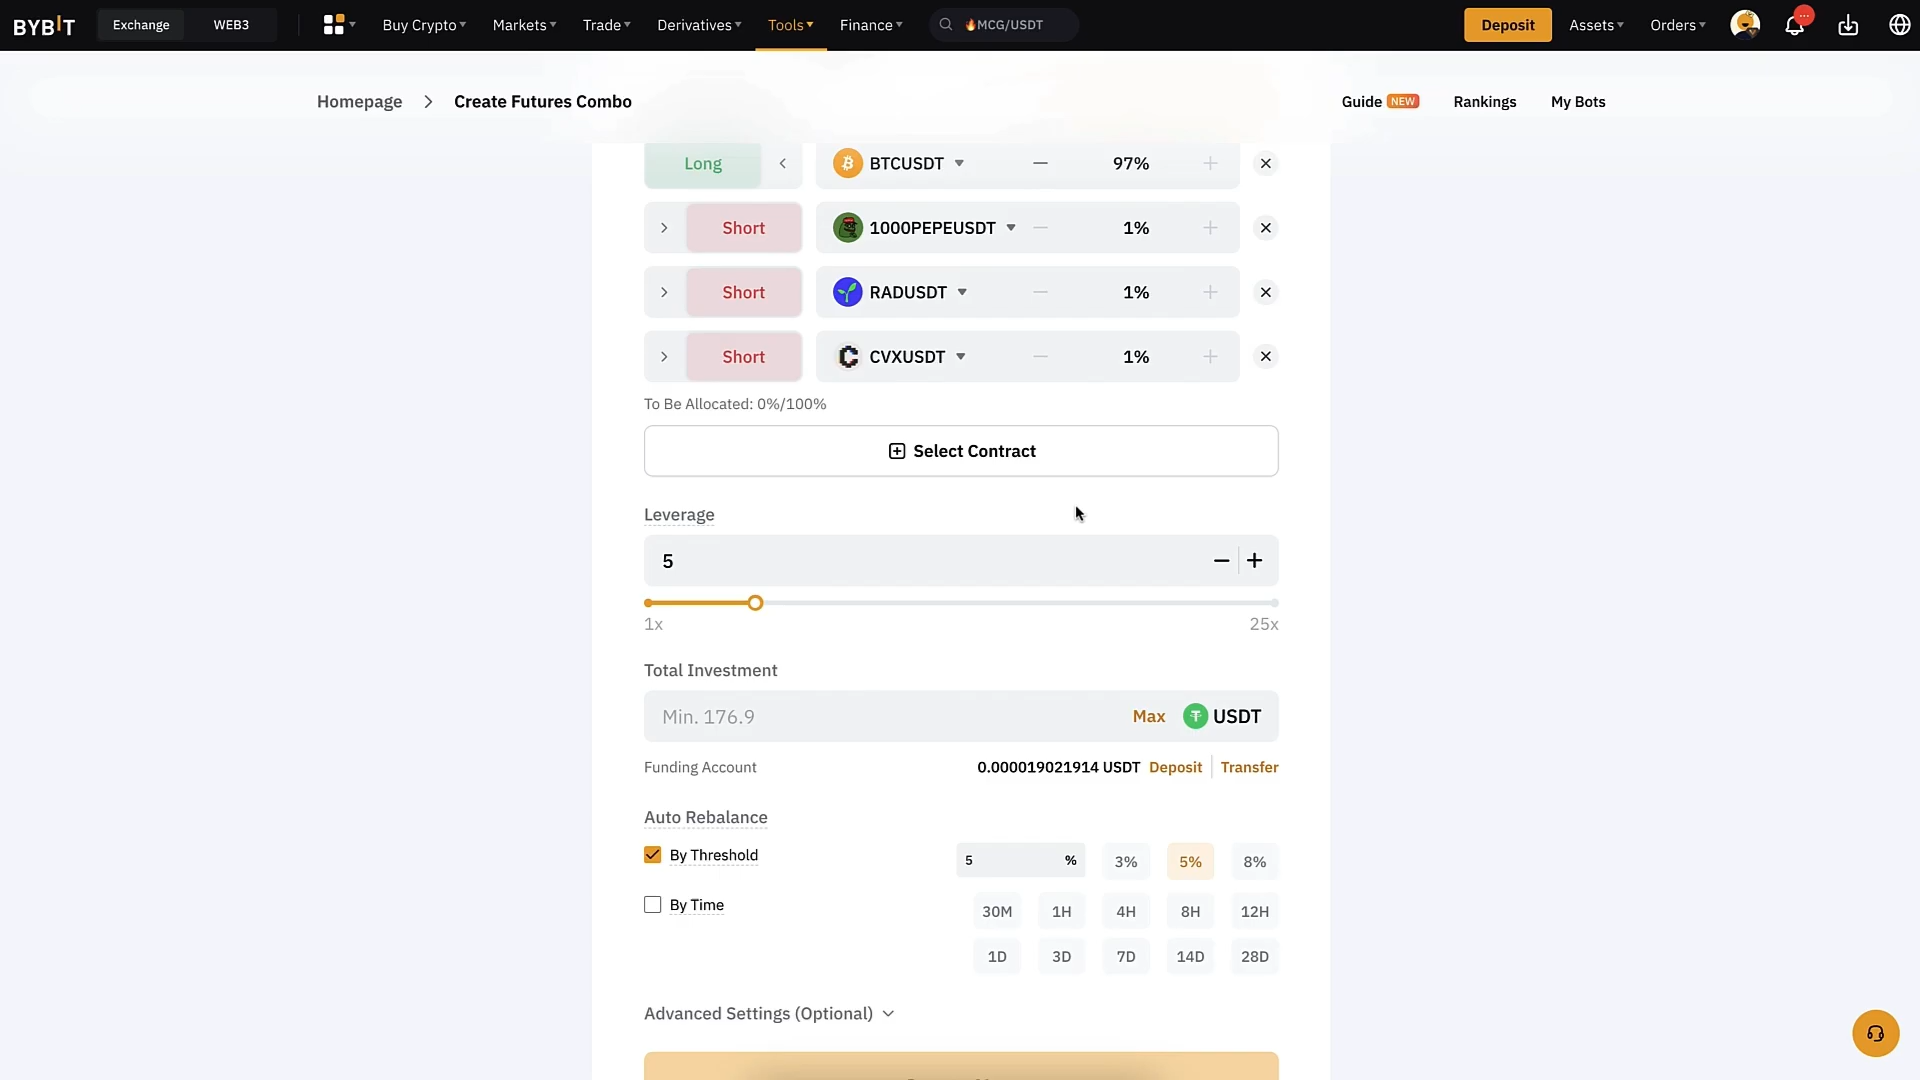 BYBIT Exchange WEB3 Buy Crypto Markets Trade Derivatives Tools Finance 🔥MCG/USDT Deposit Assets Orders
Homepage > Create Futures Combo Guide NEW Rankings My Bots
Long < BTCUSDT — 97% +
> Short 1000PEPEUSDT — 1% +
> Short RADUSDT — 1% +
> Short CVXUSDT — 1% +
To Be Allocated: 0%/100%
Select Contract
Leverage
5 — +
1x 25x
Total Investment
Min. 176.9 Max USDT
Funding Account 0.000019021914 USDT Deposit Transfer
Auto Rebalance
By Threshold 5 % 3% 5% 8%
By Time
30M 1H 4H 8H 12H
1D 3D 7D 14D 28D
Advanced Settings (Optional)